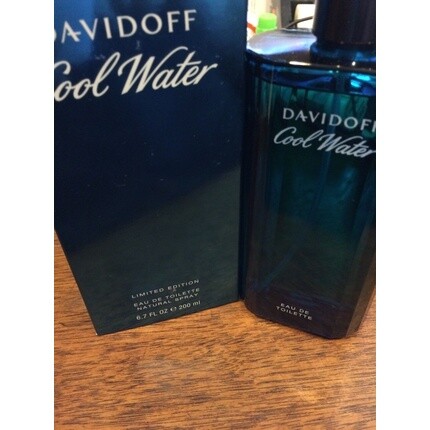 DAVIDOFF
Cool Water
LIMITED EDITION
EAU DE TOILETTE
NATURAL SPRAY
6.7 FL OZ ℮ 200 ml
DAVIDOFF
Cool Water
EAU DE
TOILETTE